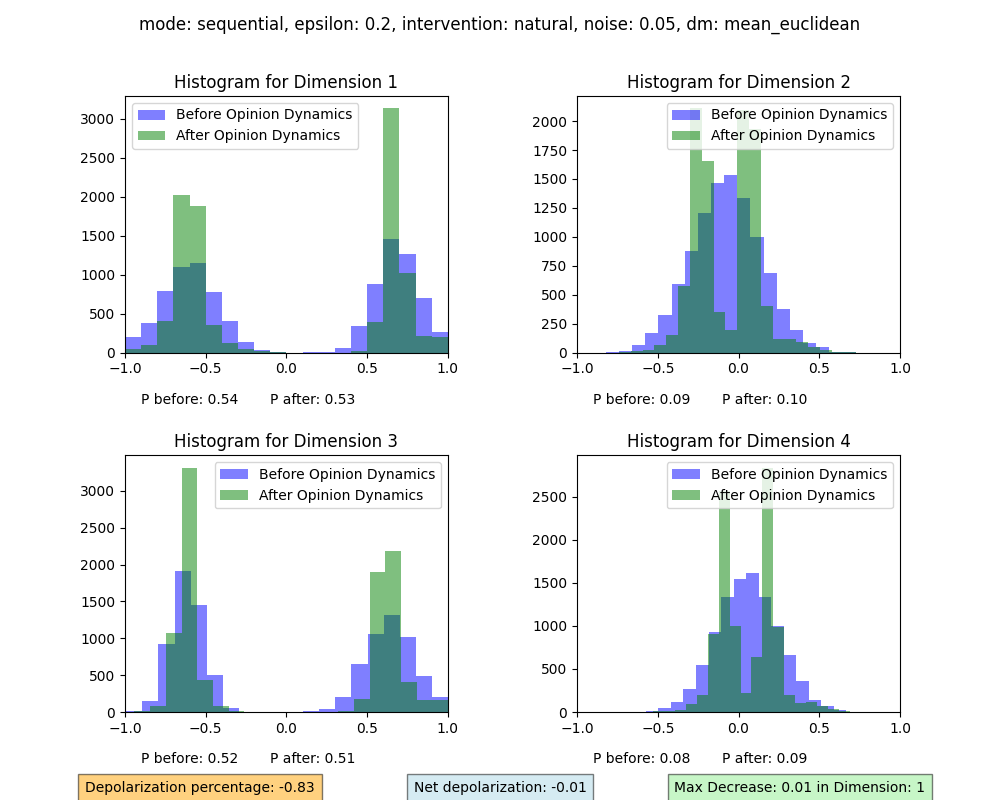 mode: sequential, epsilon: 0.2, intervention: natural, noise: 0.05, dm: mean_euclidean
Histogram for Dimension 1
Before Opinion Dynamics
After Opinion Dynamics
3000
2500
2000
1500
1000
500
0
−1.0 −0.5 0.0 0.5 1.0
P before: 0.54 P after: 0.53
Histogram for Dimension 2
Before Opinion Dynamics
After Opinion Dynamics
2000
1750
1500
1250
1000
750
500
250
0
−1.0 −0.5 0.0 0.5 1.0
P before: 0.09 P after: 0.10
Histogram for Dimension 3
Before Opinion Dynamics
After Opinion Dynamics
3000
2500
2000
1500
1000
500
0
−1.0 −0.5 0.0 0.5 1.0
P before: 0.52 P after: 0.51
Histogram for Dimension 4
Before Opinion Dynamics
After Opinion Dynamics
2500
2000
1500
1000
500
0
−1.0 −0.5 0.0 0.5 1.0
P before: 0.08 P after: 0.09
Depolarization percentage: -0.83
Net depolarization: -0.01
Max Decrease: 0.01 in Dimension: 1